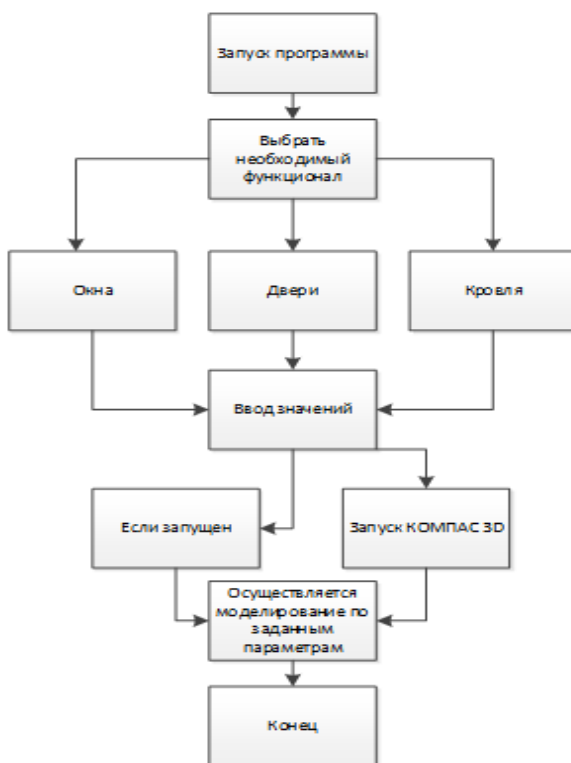 Запуск программы
Выбрать
необходимый
функционал
Окна
Двери
Кровля
Ввод значений
Если запущен
Запуск КОМПАС 3D
Осуществляется
моделирование по
заданным
параметрам
Конец